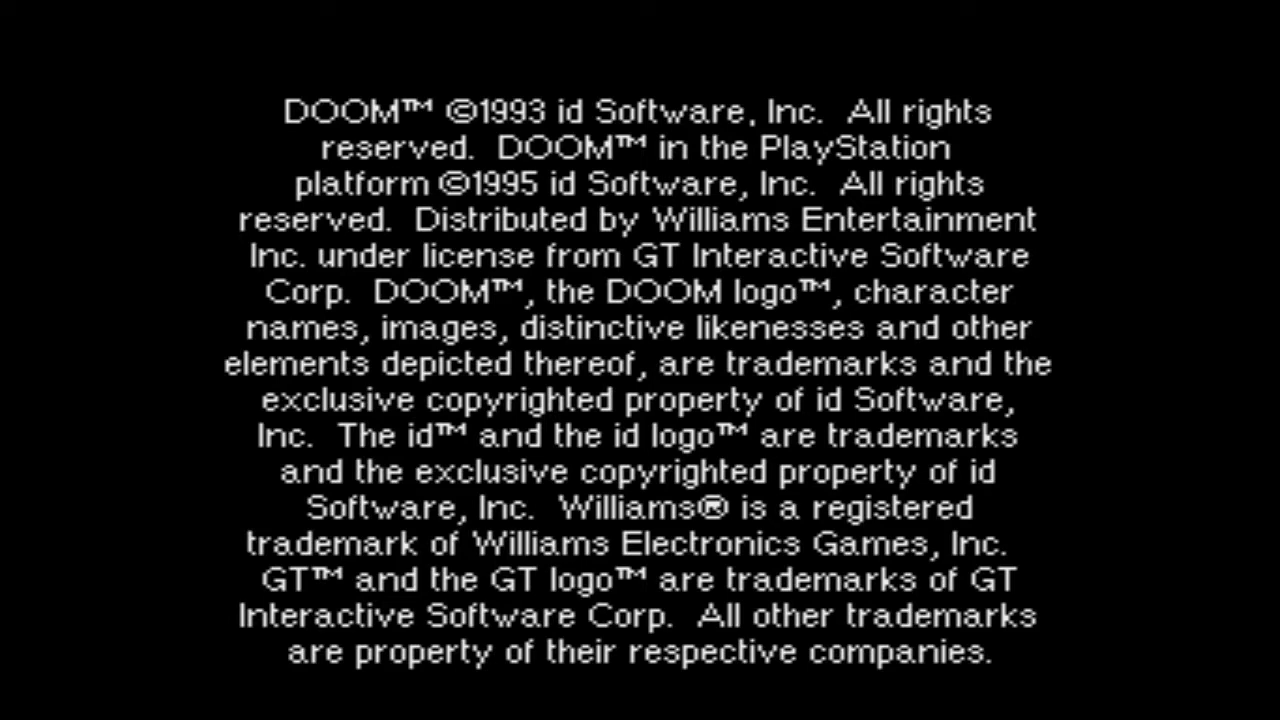 DOOM™ ©1993 id Software, Inc.  All rights
reserved.  DOOM™ in the PlayStation
platform ©1995 id Software, Inc.  All rights
reserved.  Distributed by Williams Entertainment
Inc. under license from GT Interactive Software
Corp.  DOOM™, the DOOM logo™, character
names, images, distinctive likenesses and other
elements depicted thereof, are trademarks and the
exclusive copyrighted property of id Software,
Inc.  The id™ and the id logo™ are trademarks
and the exclusive copyrighted property of id
Software, Inc.  Williams® is a registered
trademark of Williams Electronics Games, Inc.
GT™ and the GT logo™ are trademarks of GT
Interactive Software Corp.  All other trademarks
are property of their respective companies.